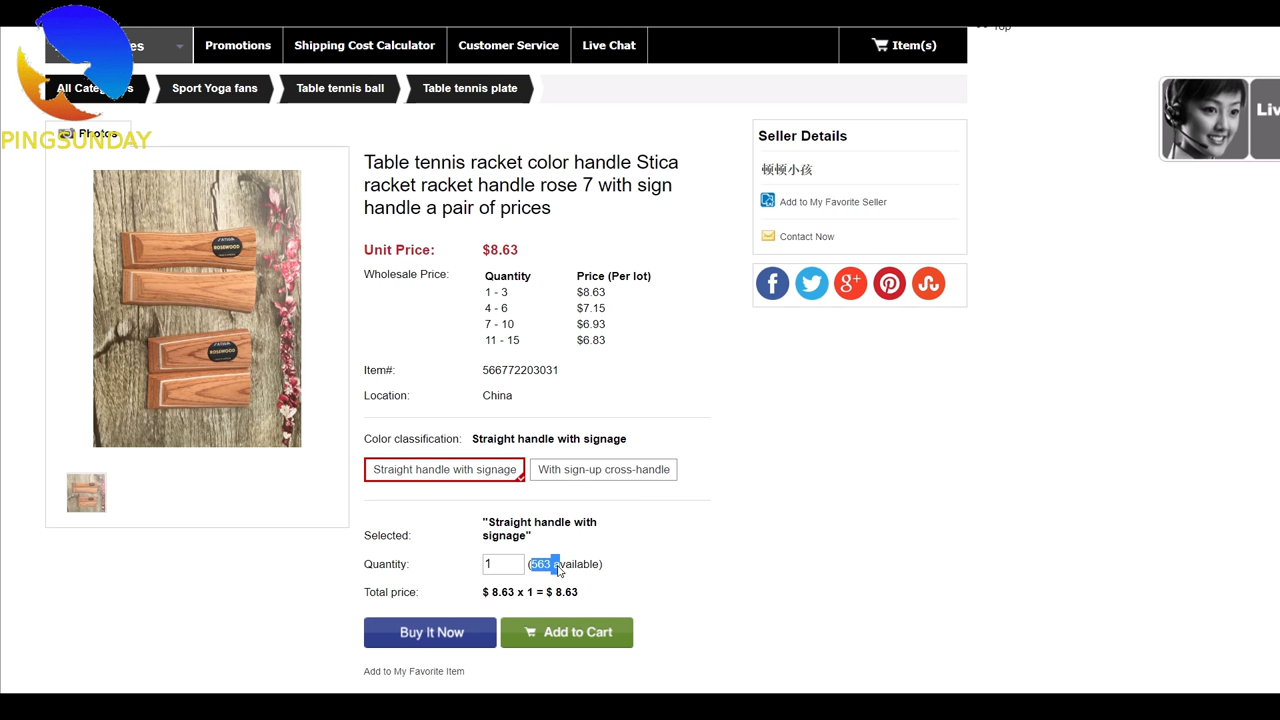 es
Promotions
Shipping Cost Calculator
Customer Service
Live Chat
Item(s)
Top
All Categ s
Sport Yoga fans
Table tennis ball
Table tennis plate
Photos
PINGSUNDAY
Liv
Table tennis racket color handle Stica
racket racket handle rose 7 with sign
handle a pair of prices
Unit Price: $8.63
Wholesale Price:
Quantity Price (Per lot)
1 - 3 $8.63
4 - 6 $7.15
7 - 10 $6.93
11 - 15 $6.83
Item#: 566772203031
Location: China
Color classification: Straight handle with signage
Straight handle with signage
With sign-up cross-handle
Selected: "Straight handle with
signage"
Quantity: 1 (563 available)
Total price: $ 8.63 x 1 = $ 8.63
Buy It Now
Add to Cart
Add to My Favorite Item
Seller Details
顿顿小孩
Add to My Favorite Seller
Contact Now
ROSEWOOD
ROSEWOOD